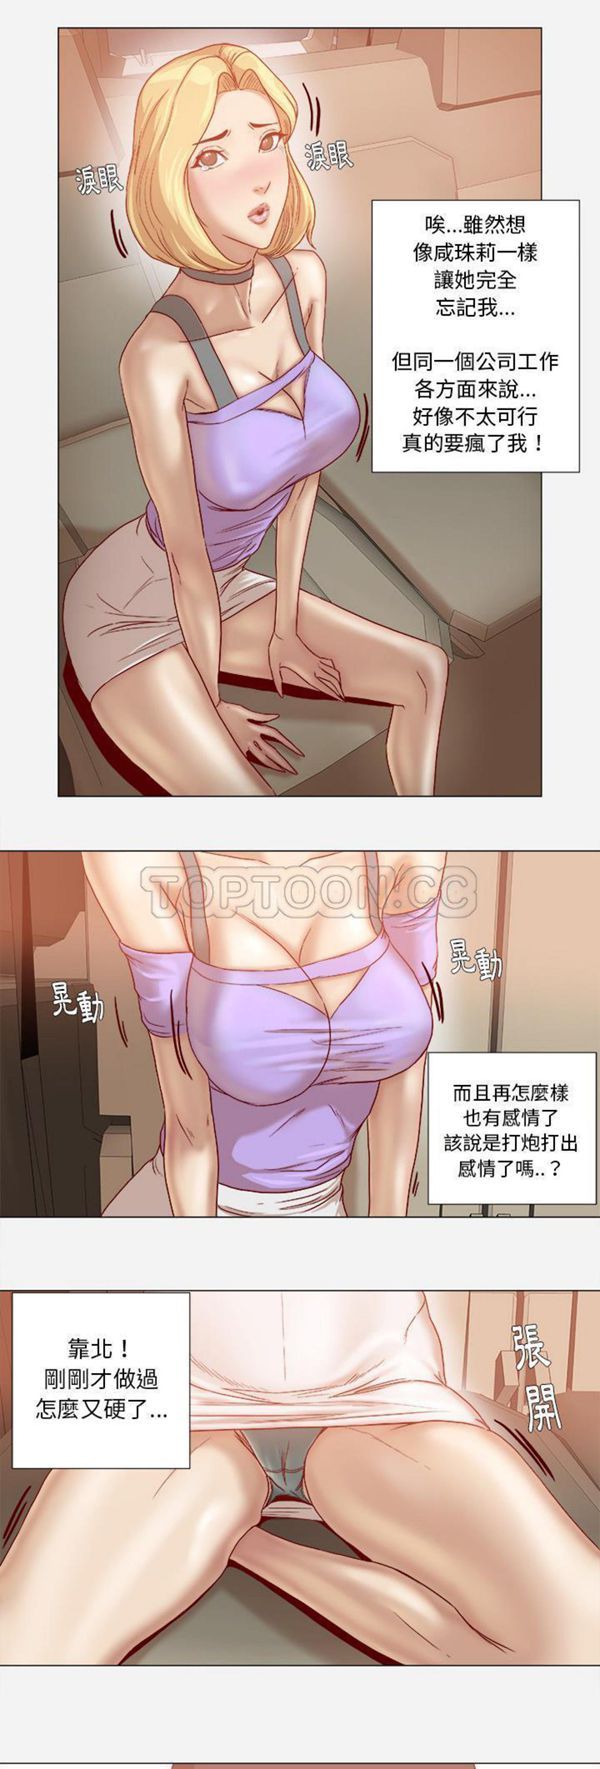 淚眼
淚眼
唉...雖然想
像咸珠莉一樣
讓她完全
忘記我...
但同一個公司工作
各方面來說...
好像不太可行
真的要瘋了我！
TOPTOON.CC
晃動
晃動
而且再怎麼樣
也有感情了
該說是打炮打出
感情了嗎..？
靠北！
剛剛才做過
怎麼又硬了...
張開